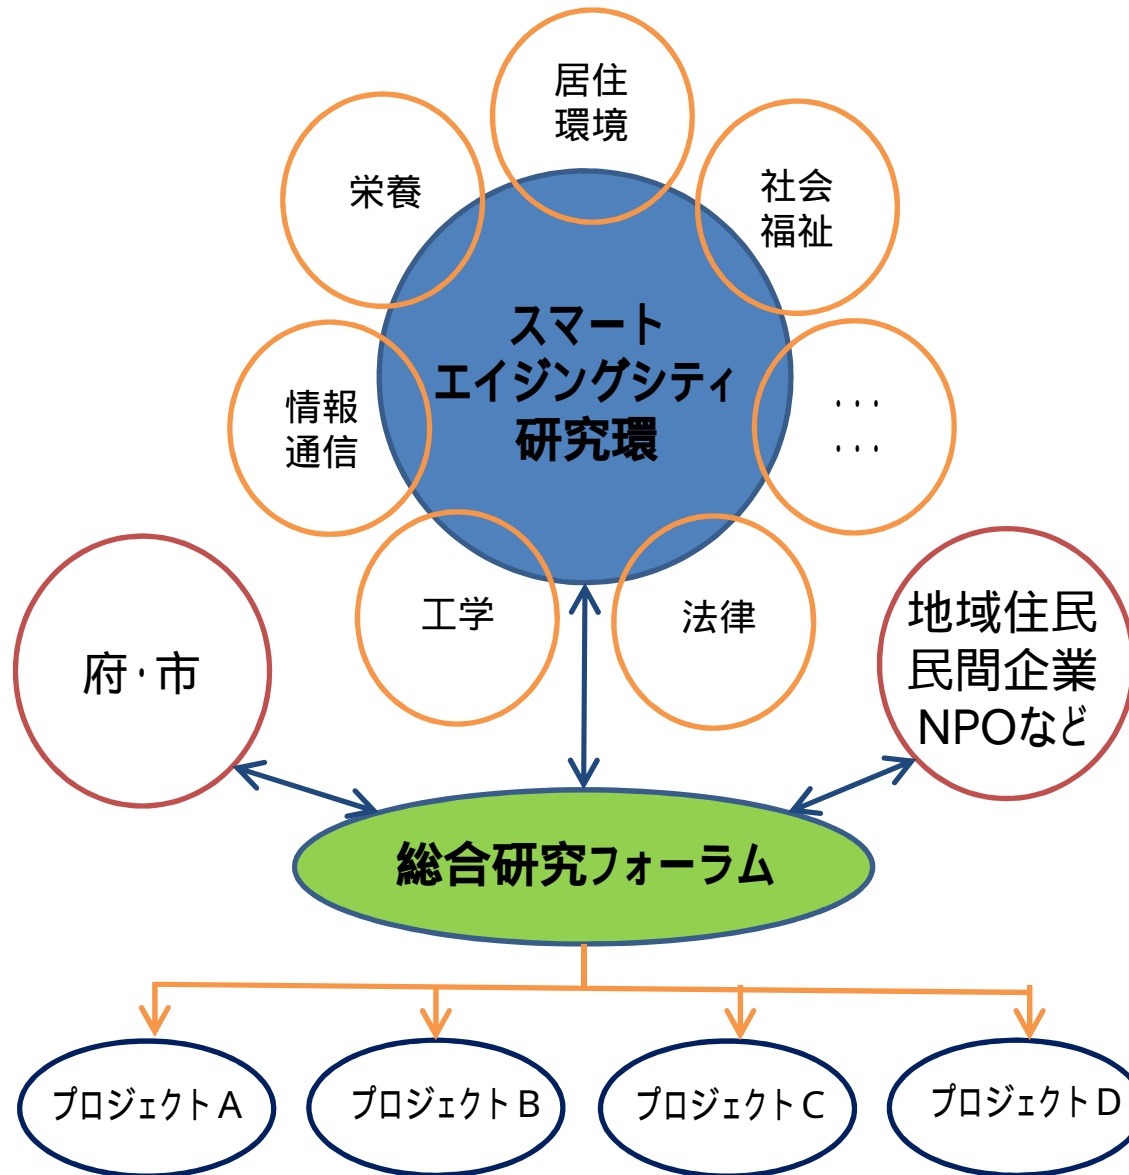 居住
環境
栄養
社会
福祉
スマート
エイジングシティ
研究環
情報
通信
・・・
・・・
工学
法律
府・市
地域住民
民間企業
NPOなど
総合研究フォーラム
プロジェクトA
プロジェクトB
プロジェクトC
プロジェクトD